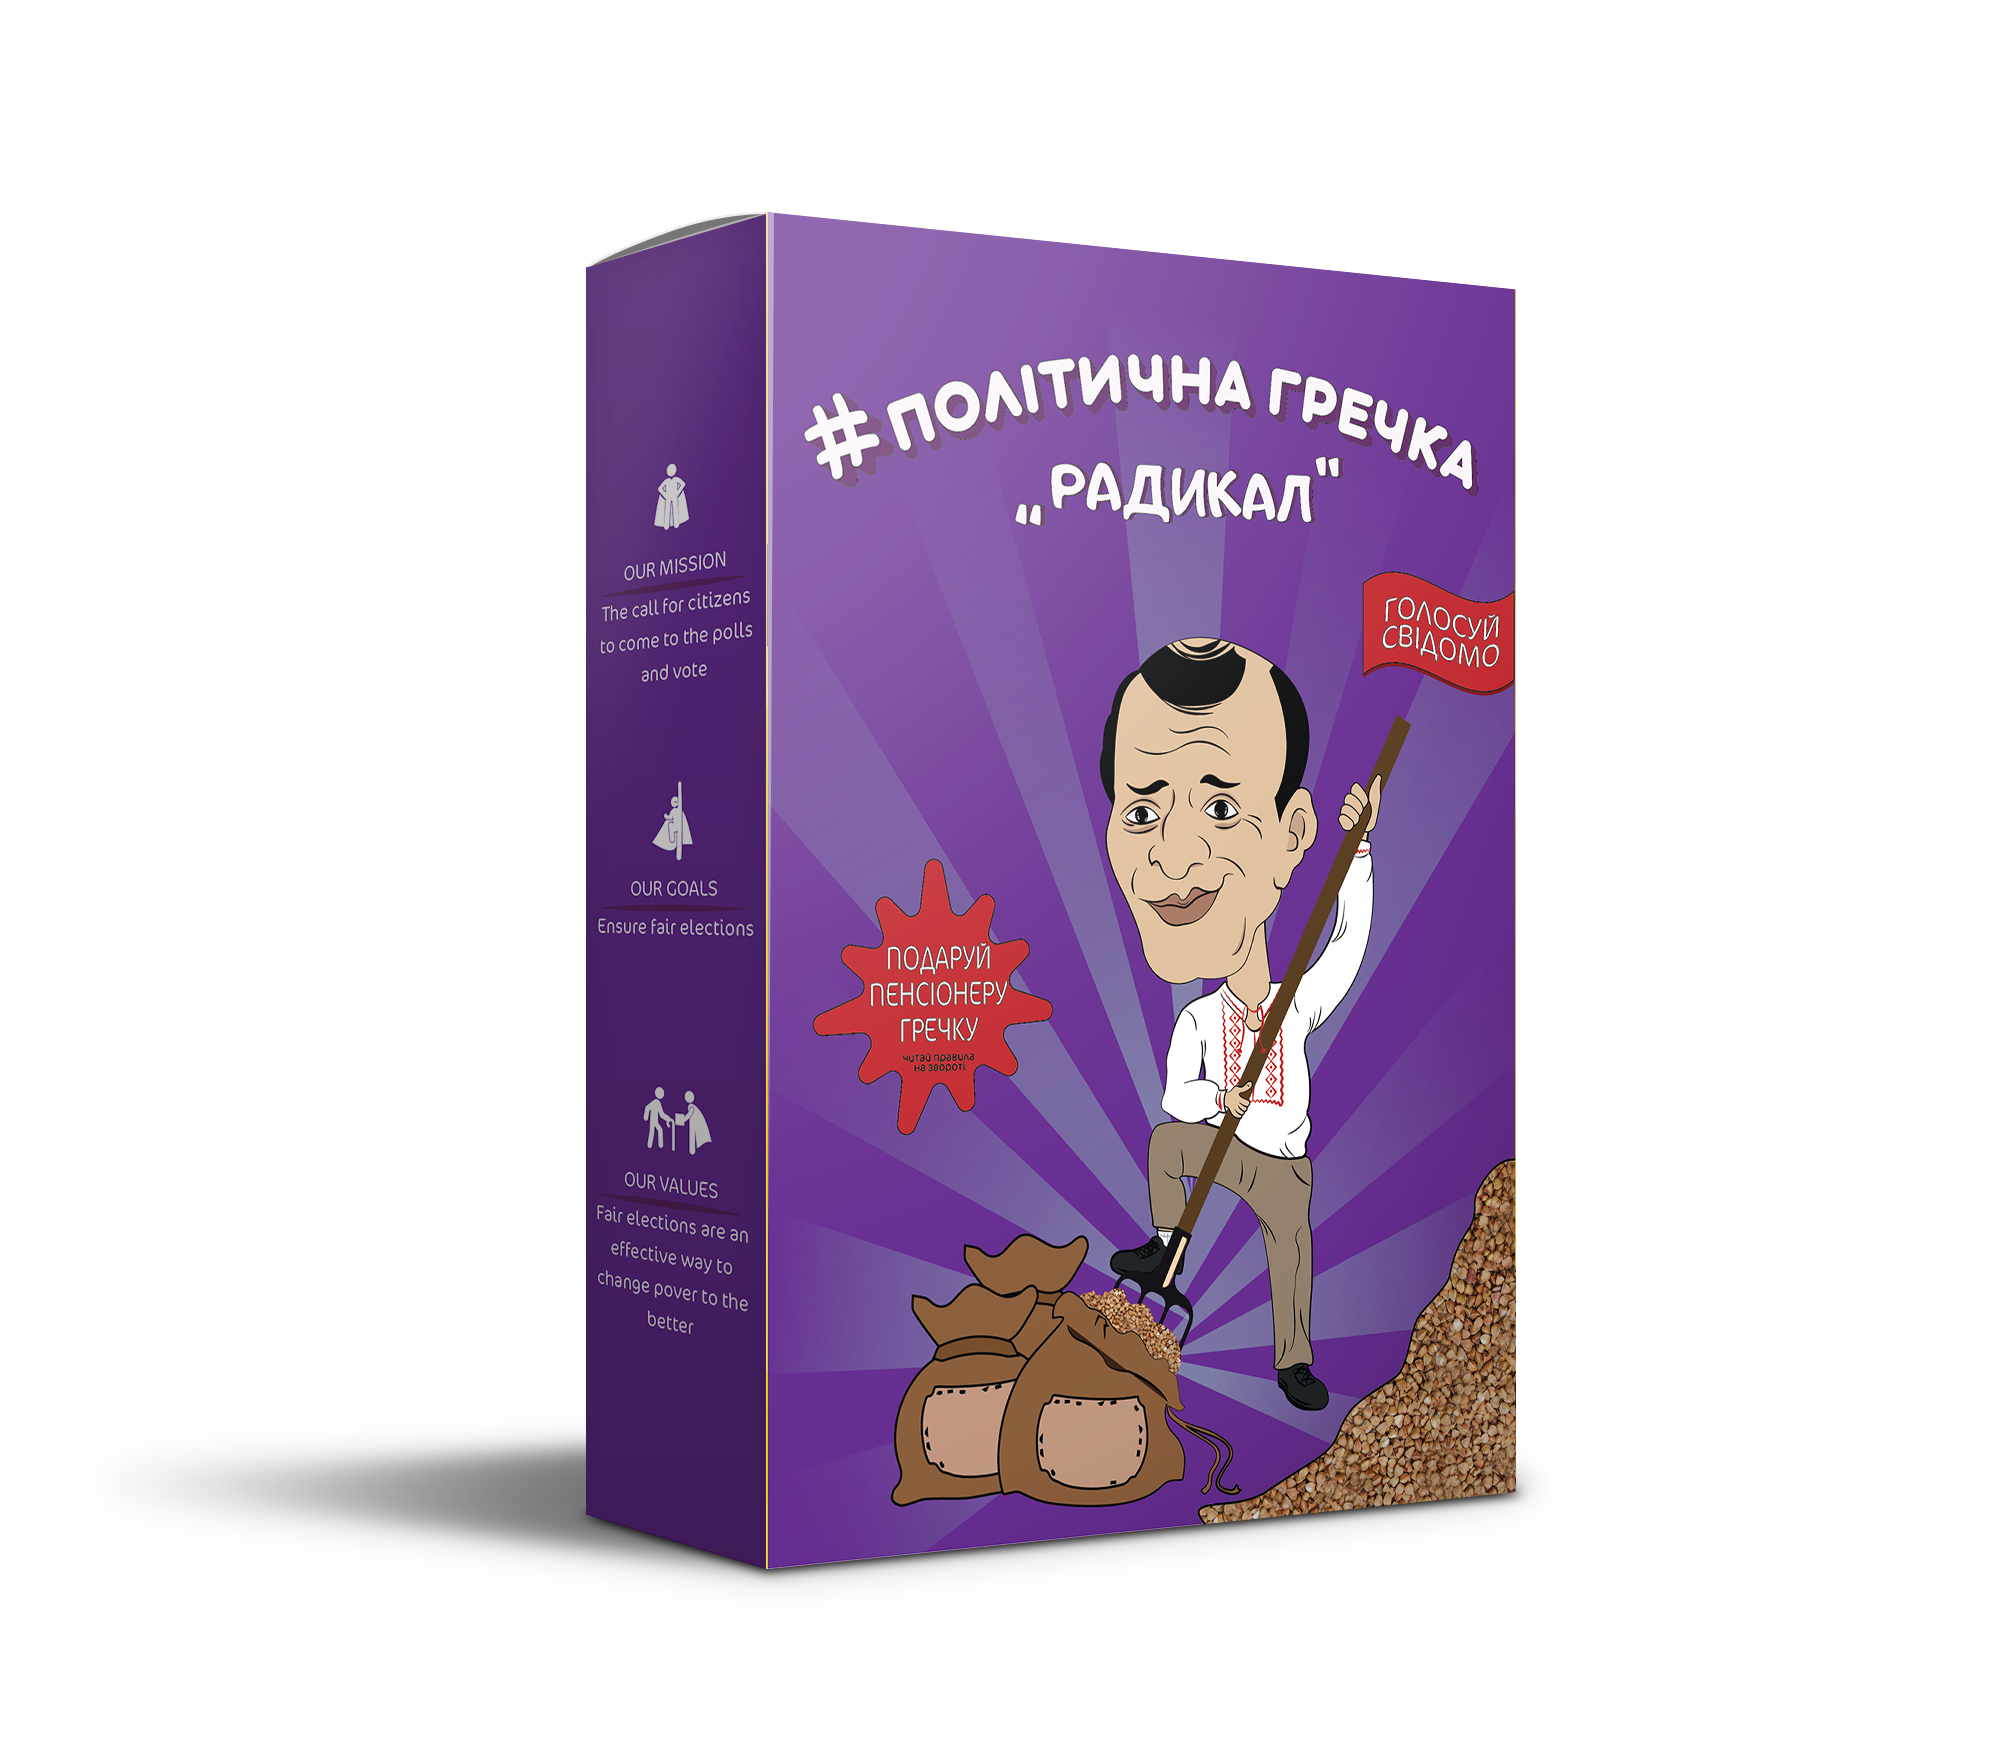 #ПОЛІТИЧНА ГРЕЧКА
„РАДИКАЛ“
ГОЛОСУЙ
СВІДОМО
ПОДАРУЙ
ПЕНСІОНЕРУ
ГРЕЧКУ
читай правила
на звороті
OUR MISSION
The call for citizens
to come to the polls
and vote
OUR GOALS
Ensure fair elections
OUR VALUES
Fair elections are an
effective way to
change pover to the
better